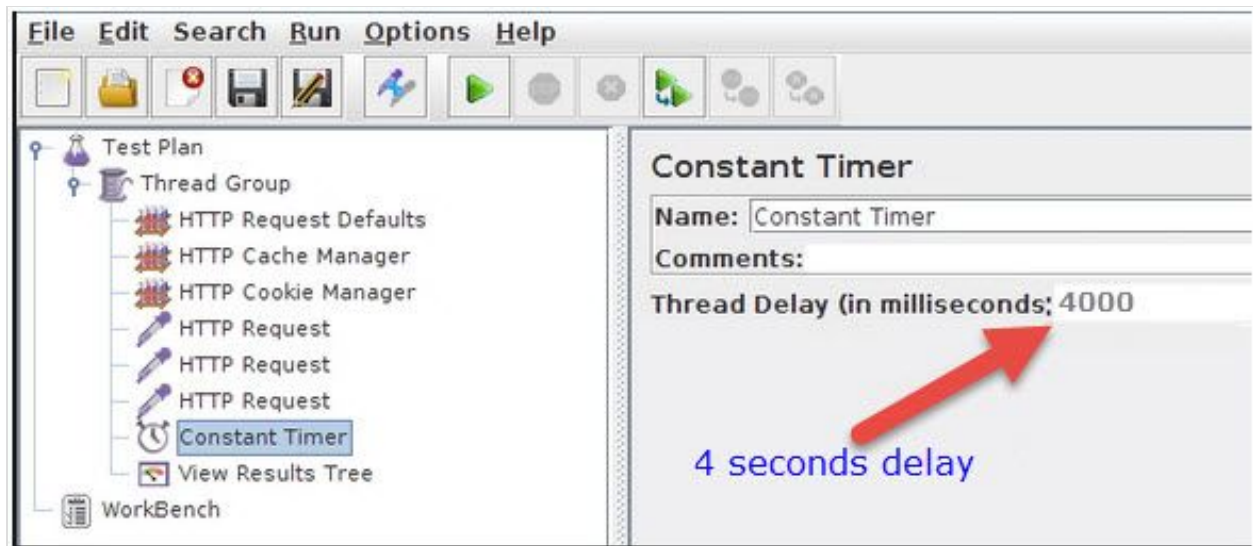 File Edit Search Run Options Help
Test Plan
Thread Group
HTTP Request Defaults
HTTP Cache Manager
HTTP Cookie Manager
HTTP Request
HTTP Request
HTTP Request
Constant Timer
View Results Tree
WorkBench
Constant Timer
Name: Constant Timer
Comments:
Thread Delay (in milliseconds; 4000
4 seconds delay